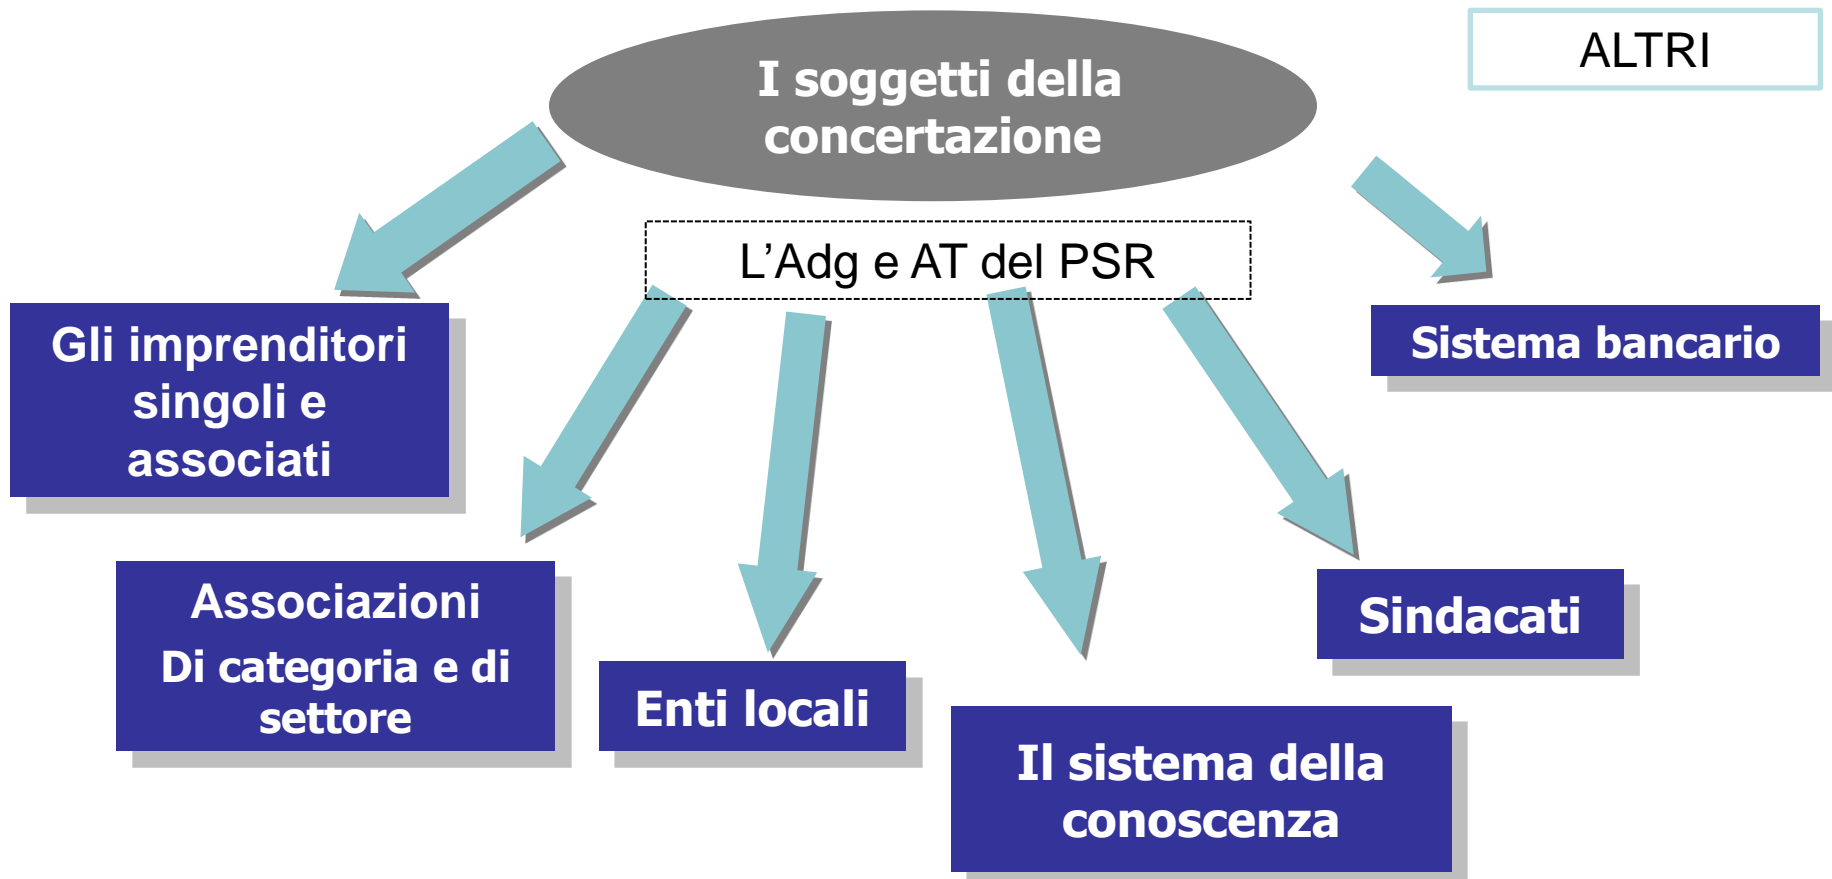 I soggetti della
concertazione
ALTRI
L’Adg e AT del PSR
Gli imprenditori
singoli e
associati
Sistema bancario
Associazioni
Di categoria e di
settore
Enti locali
Il sistema della
conoscenza
Sindacati